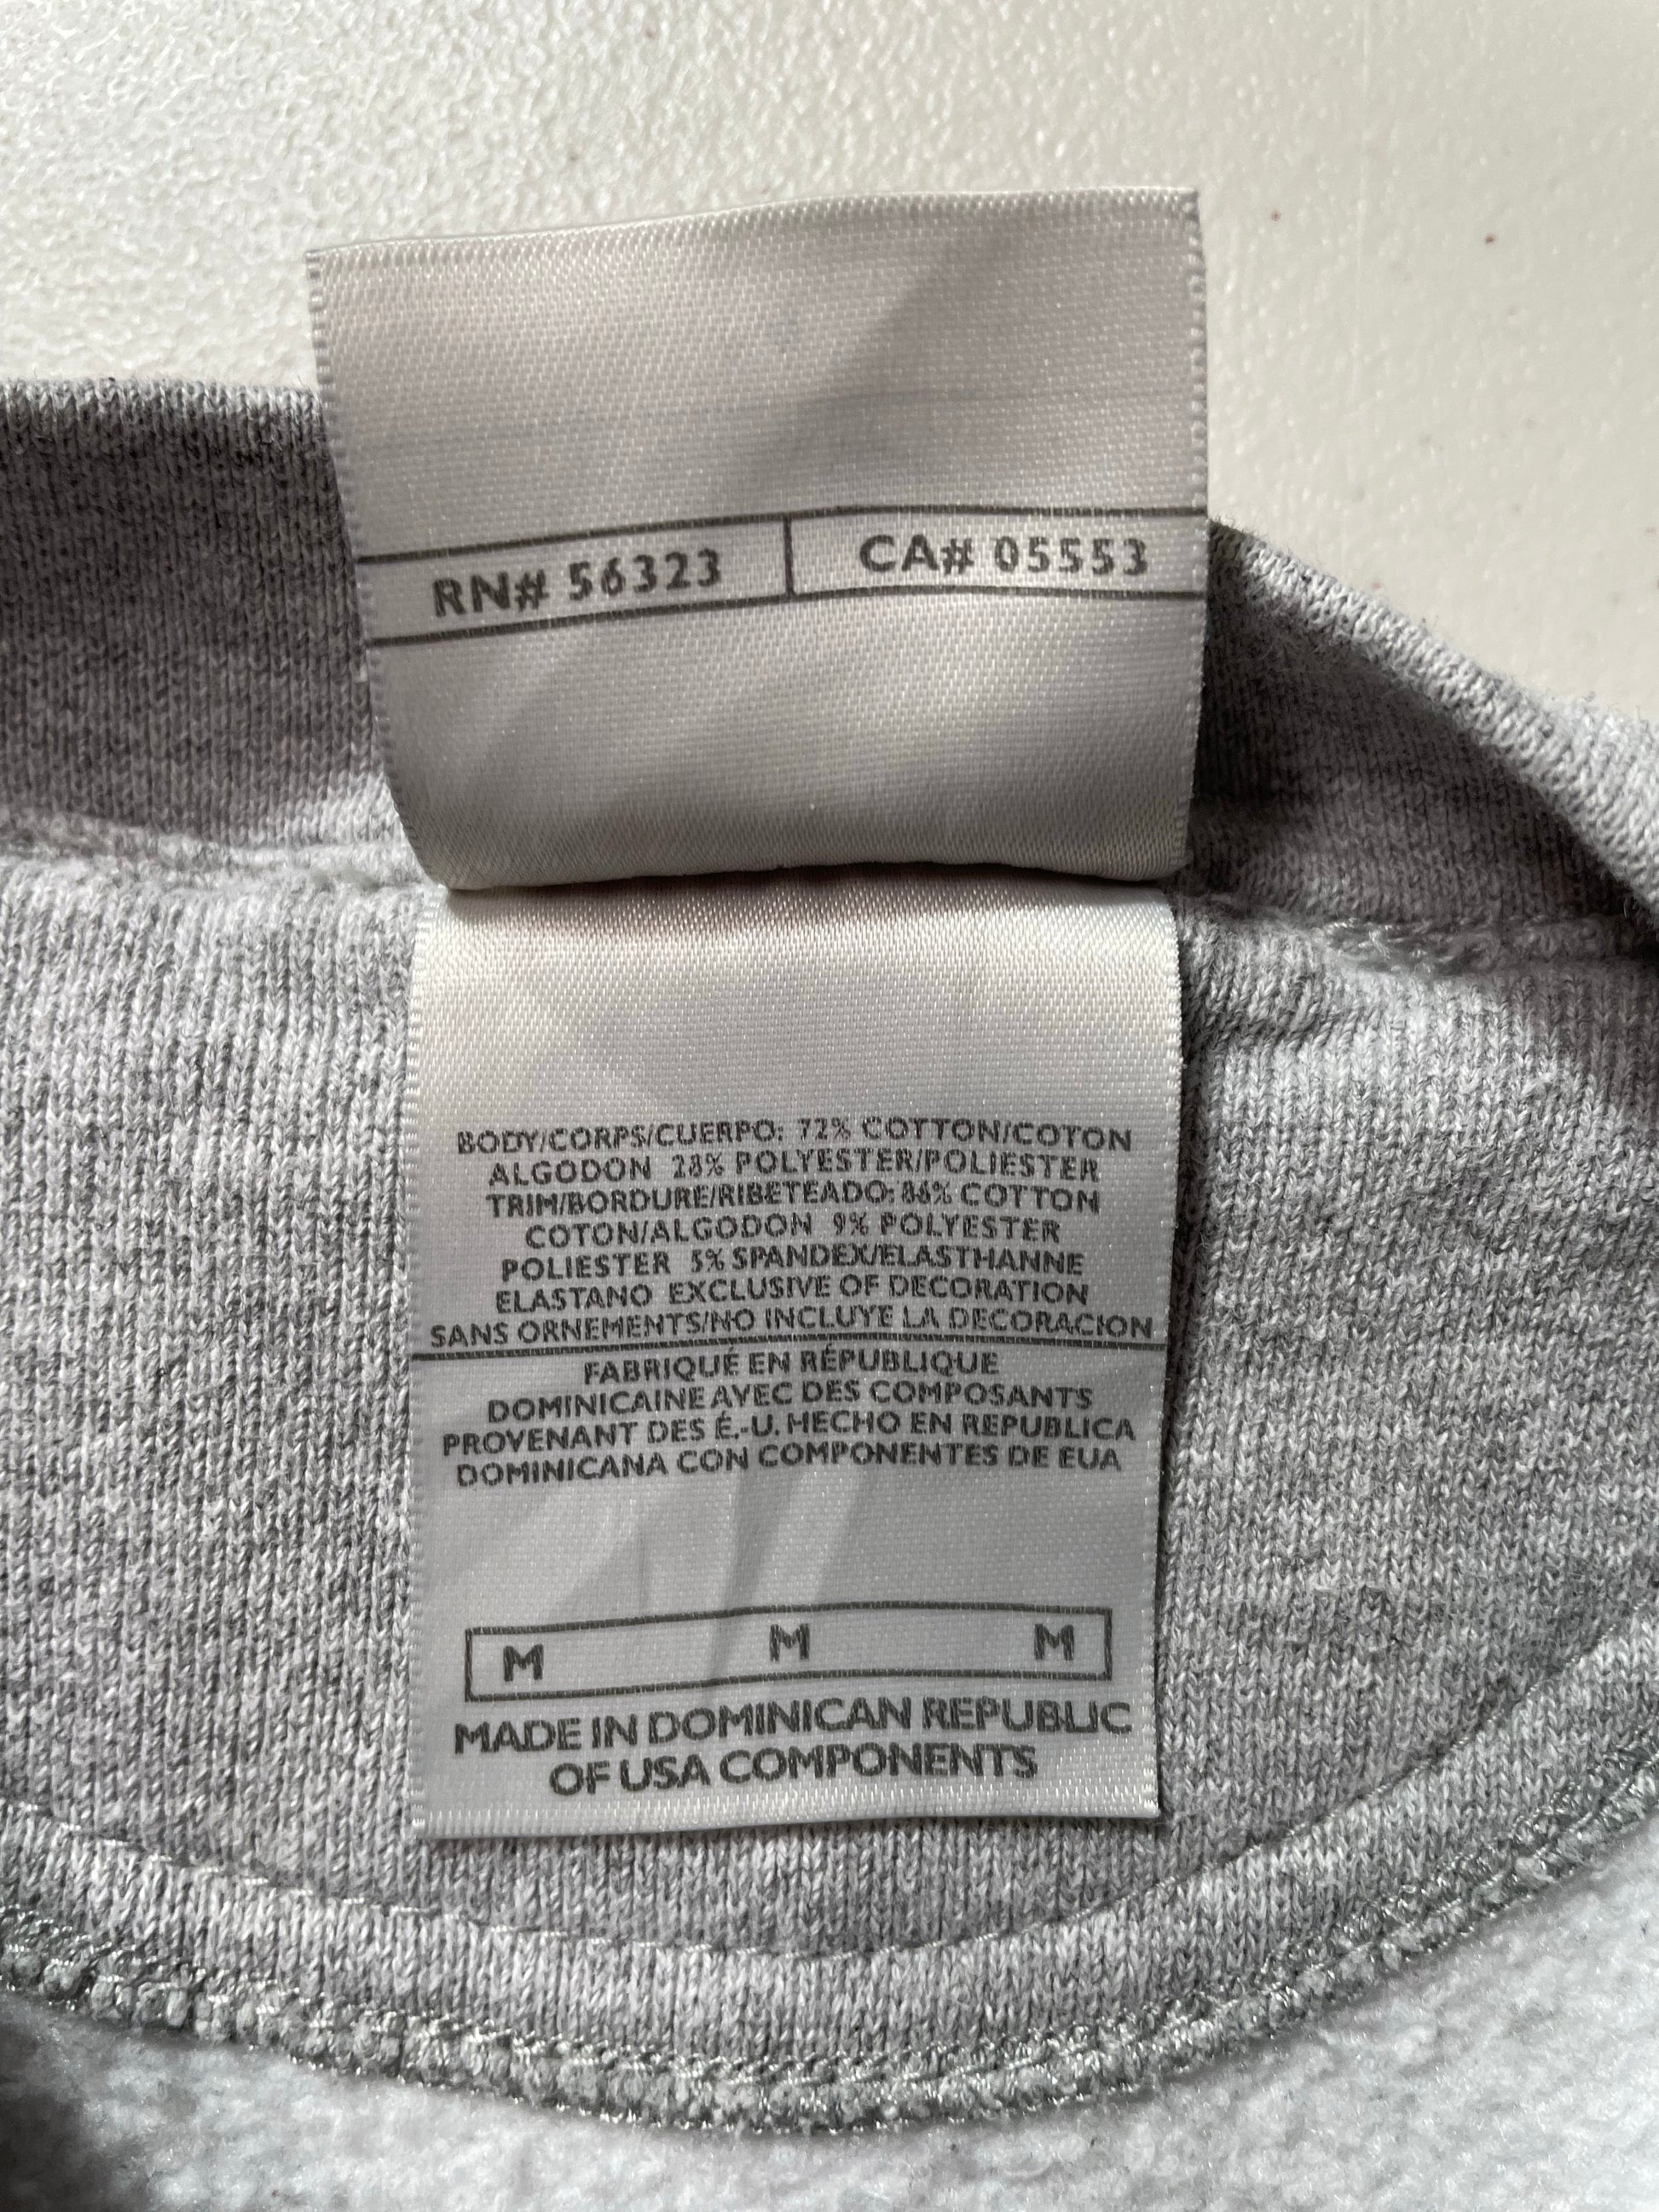 RN# 56323 CA# 05553
BODY/CORPS/CUERPO: 72% COTTON/COTON
ALGODON 28% POLYESTER/POLIESTER
TRIM/BORDURE/RIBETEADO: 86% COTTON
COTON/ALGODON 9% POLYESTER
POLIESTER 5% SPANDEX/ELASTHANNE
ELASTANO EXCLUSIVE OF DECORATION
SANS ORNEMENTS/NO INCLUYE LA DECORACION
FABRIQUÉ EN RÉPUBLIQUE
DOMINICAINE AVEC DES COMPOSANTS
PROVENANT DES É.-U. HECHO EN REPUBLICA
DOMINICANA CON COMPONENTES DE EUA
M M M
MADE IN DOMINICAN REPUBLIC
OF USA COMPONENTS